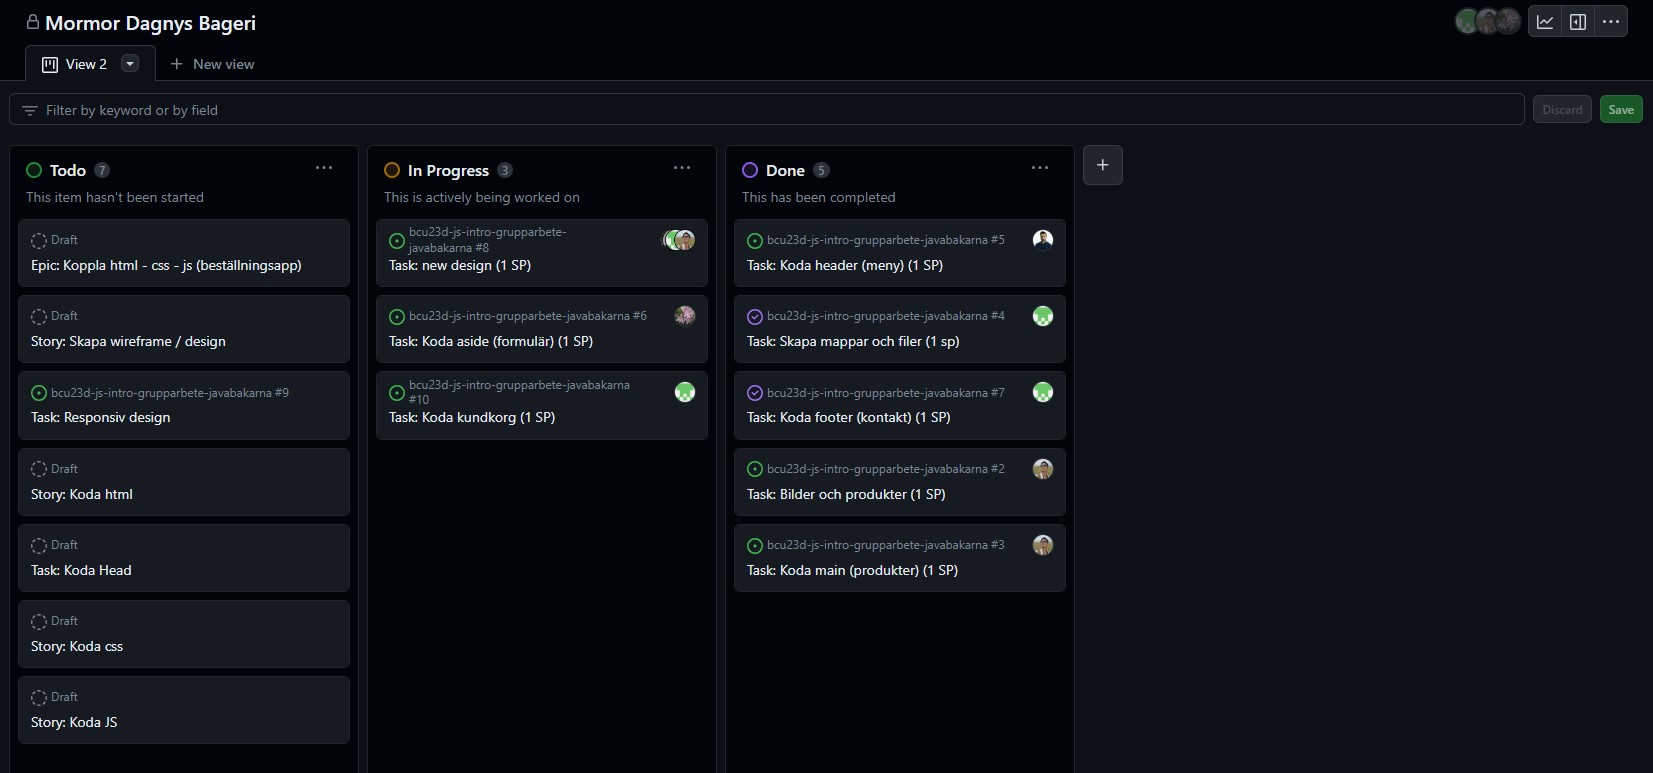 Mormor Dagnys Bageri
View 2
New view
Filter by keyword or by field
Discard
Save
Todo 7
This item hasn't been started
Draft
Epic: Koppla html - css - js (beställningsapp)
Draft
Story: Skapa wireframe / design
bcu23d-js-intro-grupparbete-javabakarna #9
Task: Responsiv design
Draft
Story: Koda html
Draft
Task: Koda Head
Draft
Story: Koda css
Draft
Story: Koda JS
In Progress 3
This is actively being worked on
bcu23d-js-intro-grupparbete-
javabakarna #8
Task: new design (1 SP)
bcu23d-js-intro-grupparbete-javabakarna #6
Task: Koda aside (formulär) (1 SP)
bcu23d-js-intro-grupparbete-javabakarna
#10
Task: Koda kundkorg (1 SP)
Done 5
This has been completed
bcu23d-js-intro-grupparbete-javabakarna #5
Task: Koda header (meny) (1 SP)
bcu23d-js-intro-grupparbete-javabakarna #4
Task: Skapa mappar och filer (1 sp)
bcu23d-js-intro-grupparbete-javabakarna #7
Task: Koda footer (kontakt) (1 SP)
bcu23d-js-intro-grupparbete-javabakarna #2
Task: Bilder och produkter (1 SP)
bcu23d-js-intro-grupparbete-javabakarna #3
Task: Koda main (produkter) (1 SP)